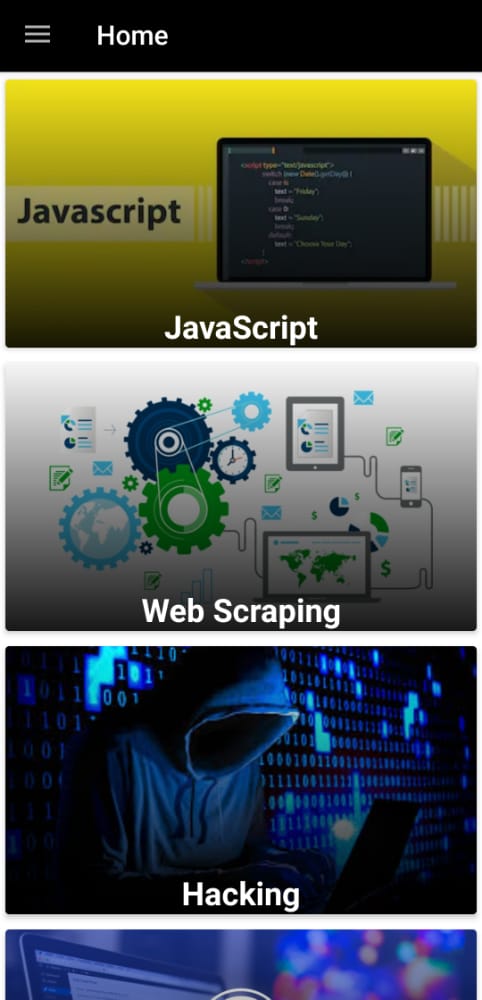 Home
Javascript
<script type="text/javascript">
switch (new Date().getDay()) {
case 6:
text = "Friday";
break;
case 0:
text = "Sunday";
break;
default:
text = "Choose Your Day";
}
</script>
JavaScript
Web Scraping
Hacking